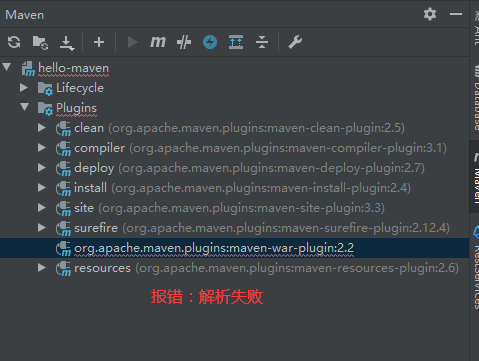 Maven
hello-maven
Lifecycle
Plugins
clean (org.apache.maven.plugins:maven-clean-plugin:2.5)
compiler (org.apache.maven.plugins:maven-compiler-plugin:3.1)
deploy (org.apache.maven.plugins:maven-deploy-plugin:2.7)
install (org.apache.maven.plugins:maven-install-plugin:2.4)
site (org.apache.maven.plugins:maven-site-plugin:3.3)
surefire (org.apache.maven.plugins:maven-surefire-plugin:2.12.4)
org.apache.maven.plugins:maven-war-plugin:2.2
resources (org.apache.maven.plugins:maven-resources-plugin:2.6)
报错：解析失败
Database
Maven
RestServices